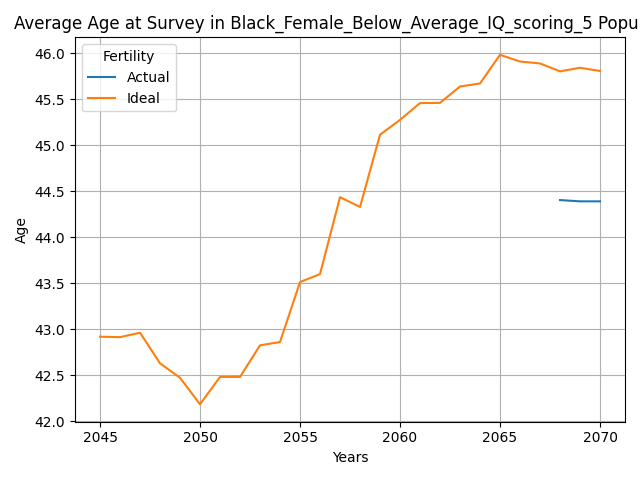 Average Age at Survey in Black_Female_Below_Average_IQ_scoring_5 Popu
Fertility
Actual
Ideal
46.0
45.5
45.0
44.5
44.0
43.5
43.0
42.5
42.0
Age
2045 2050 2055 2060 2065 2070
Years